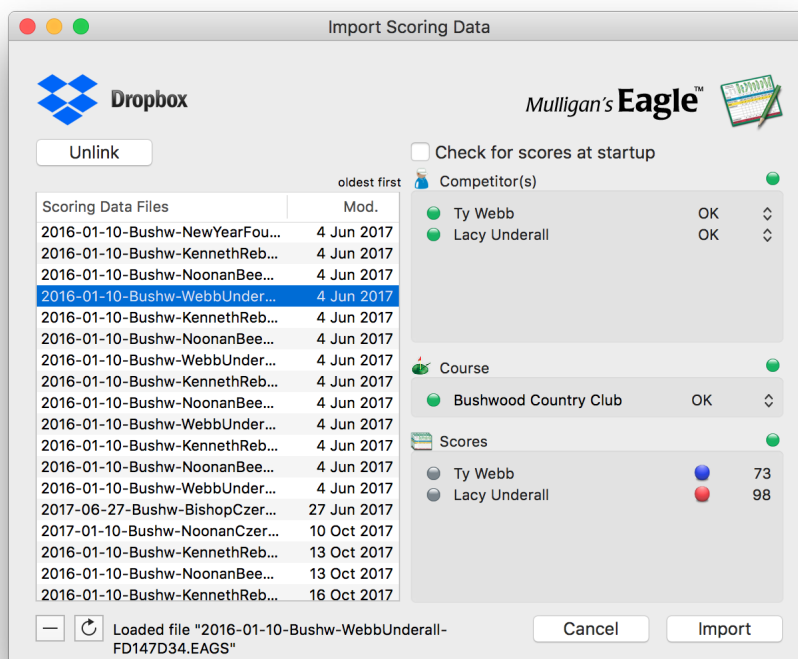 Import Scoring Data
Dropbox
Mulligan's Eagle™
Unlink
Check for scores at startup
oldest first
Scoring Data Files Mod.
2016-01-10-Bushw-NewYearFou... 4 Jun 2017
2016-01-10-Bushw-KennethReb... 4 Jun 2017
2016-01-10-Bushw-NoonanBee... 4 Jun 2017
2016-01-10-Bushw-WebbUnder... 4 Jun 2017
2016-01-10-Bushw-KennethReb... 4 Jun 2017
2016-01-10-Bushw-NoonanBee... 4 Jun 2017
2016-01-10-Bushw-WebbUnder... 4 Jun 2017
2016-01-10-Bushw-KennethReb... 4 Jun 2017
2016-01-10-Bushw-NoonanBee... 4 Jun 2017
2016-01-10-Bushw-WebbUnder... 4 Jun 2017
2016-01-10-Bushw-KennethReb... 4 Jun 2017
2016-01-10-Bushw-NoonanBee... 4 Jun 2017
2016-01-10-Bushw-WebbUnder... 4 Jun 2017
2017-06-27-Bushw-BishopCzer... 27 Jun 2017
2017-01-10-Bushw-NoonanCzer... 10 Oct 2017
2016-01-10-Bushw-KennethReb... 13 Oct 2017
2016-01-10-Bushw-NoonanBee... 13 Oct 2017
2016-01-10-Bushw-KennethReb... 16 Oct 2017
Competitor(s)
Ty Webb OK
Lacy Underall OK
Course
Bushwood Country Club OK
Scores
Ty Webb 73
Lacy Underall 98
Loaded file "2016-01-10-Bushw-WebbUnderall-
FD147D34.EAGS"
Cancel
Import